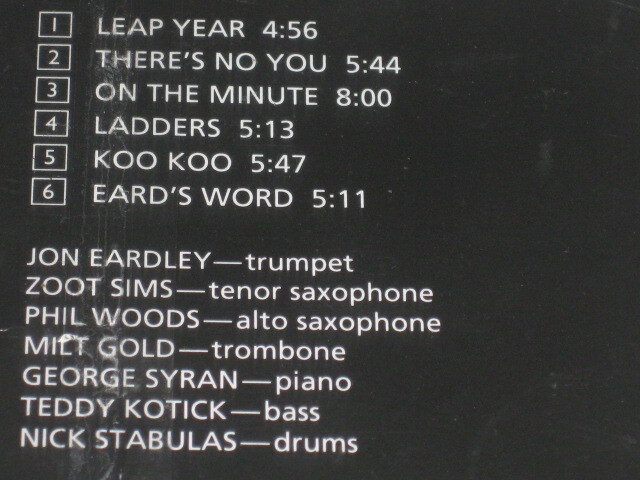 1 LEAP YEAR 4:56
2 THERE'S NO YOU 5:44
3 ON THE MINUTE 8:00
4 LADDERS 5:13
5 KOO KOO 5:47
6 EARD'S WORD 5:11
JON EARDLEY—trumpet
ZOOT SIMS—tenor saxophone
PHIL WOODS—alto saxophone
MILT GOLD—trombone
GEORGE SYRAN—piano
TEDDY KOTICK—bass
NICK STABULAS—drums